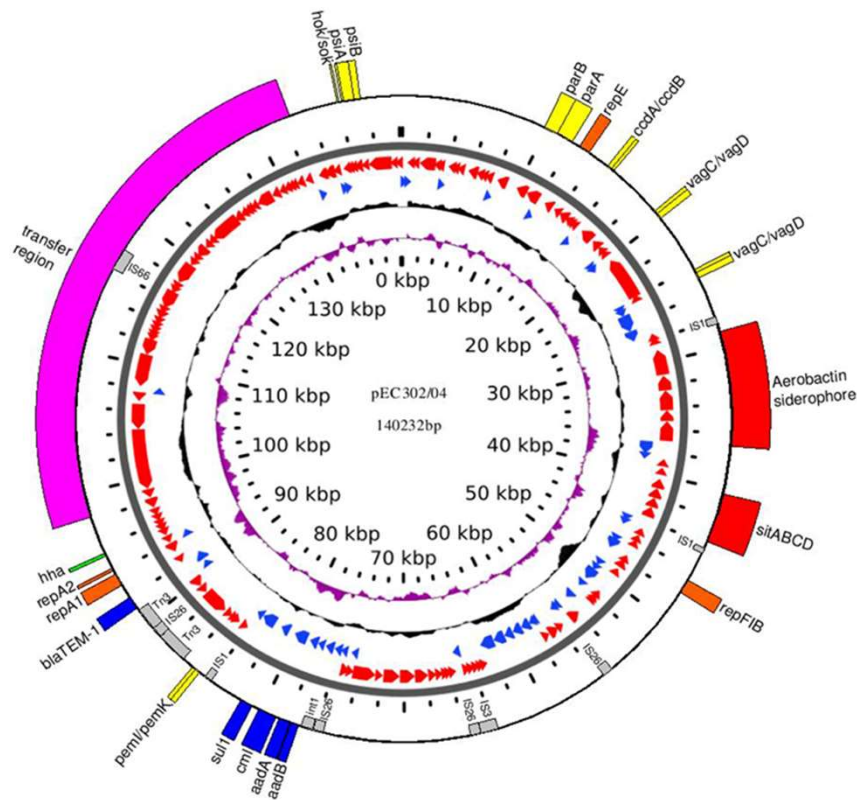 hok/sok
psiA
psiB
parB
parA
repE
ccdA/ccdB
vagC/vagD
vagC/vagD
IS1
Aerobactin
siderophore
sitABCD
IS1
repFIB
IS26
IS3
IS26
IS26
int1
aadB
aadA
cml
sul1
IS1
pemI/pemK
Tn3
IS26
Tn2
blaTEM-1
repA1
repA2
hha
transfer
region
IS66
0 kbp
10 kbp
20 kbp
30 kbp
40 kbp
50 kbp
60 kbp
70 kbp
80 kbp
90 kbp
100 kbp
110 kbp
120 kbp
130 kbp
pEC302/04
140232bp